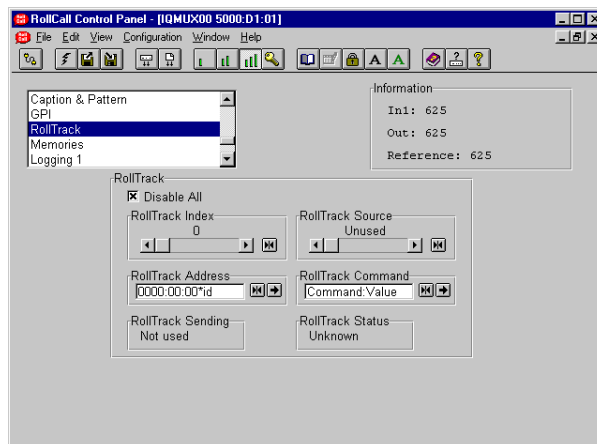 RollCall Control Panel - [IQMUX00 5000:D1:01]
File Edit View Configuration Window Help
A A ?
Caption & Pattern
GPI
RollTrack
Memories
Logging 1
Information
In1: 625
Out: 625
Reference: 625
RollTrack
Disable All
RollTrack Index
0
RollTrack Source
Unused
RollTrack Address
0000:00:00*id
RollTrack Command
Command:Value
RollTrack Sending
Not used
RollTrack Status
Unknown